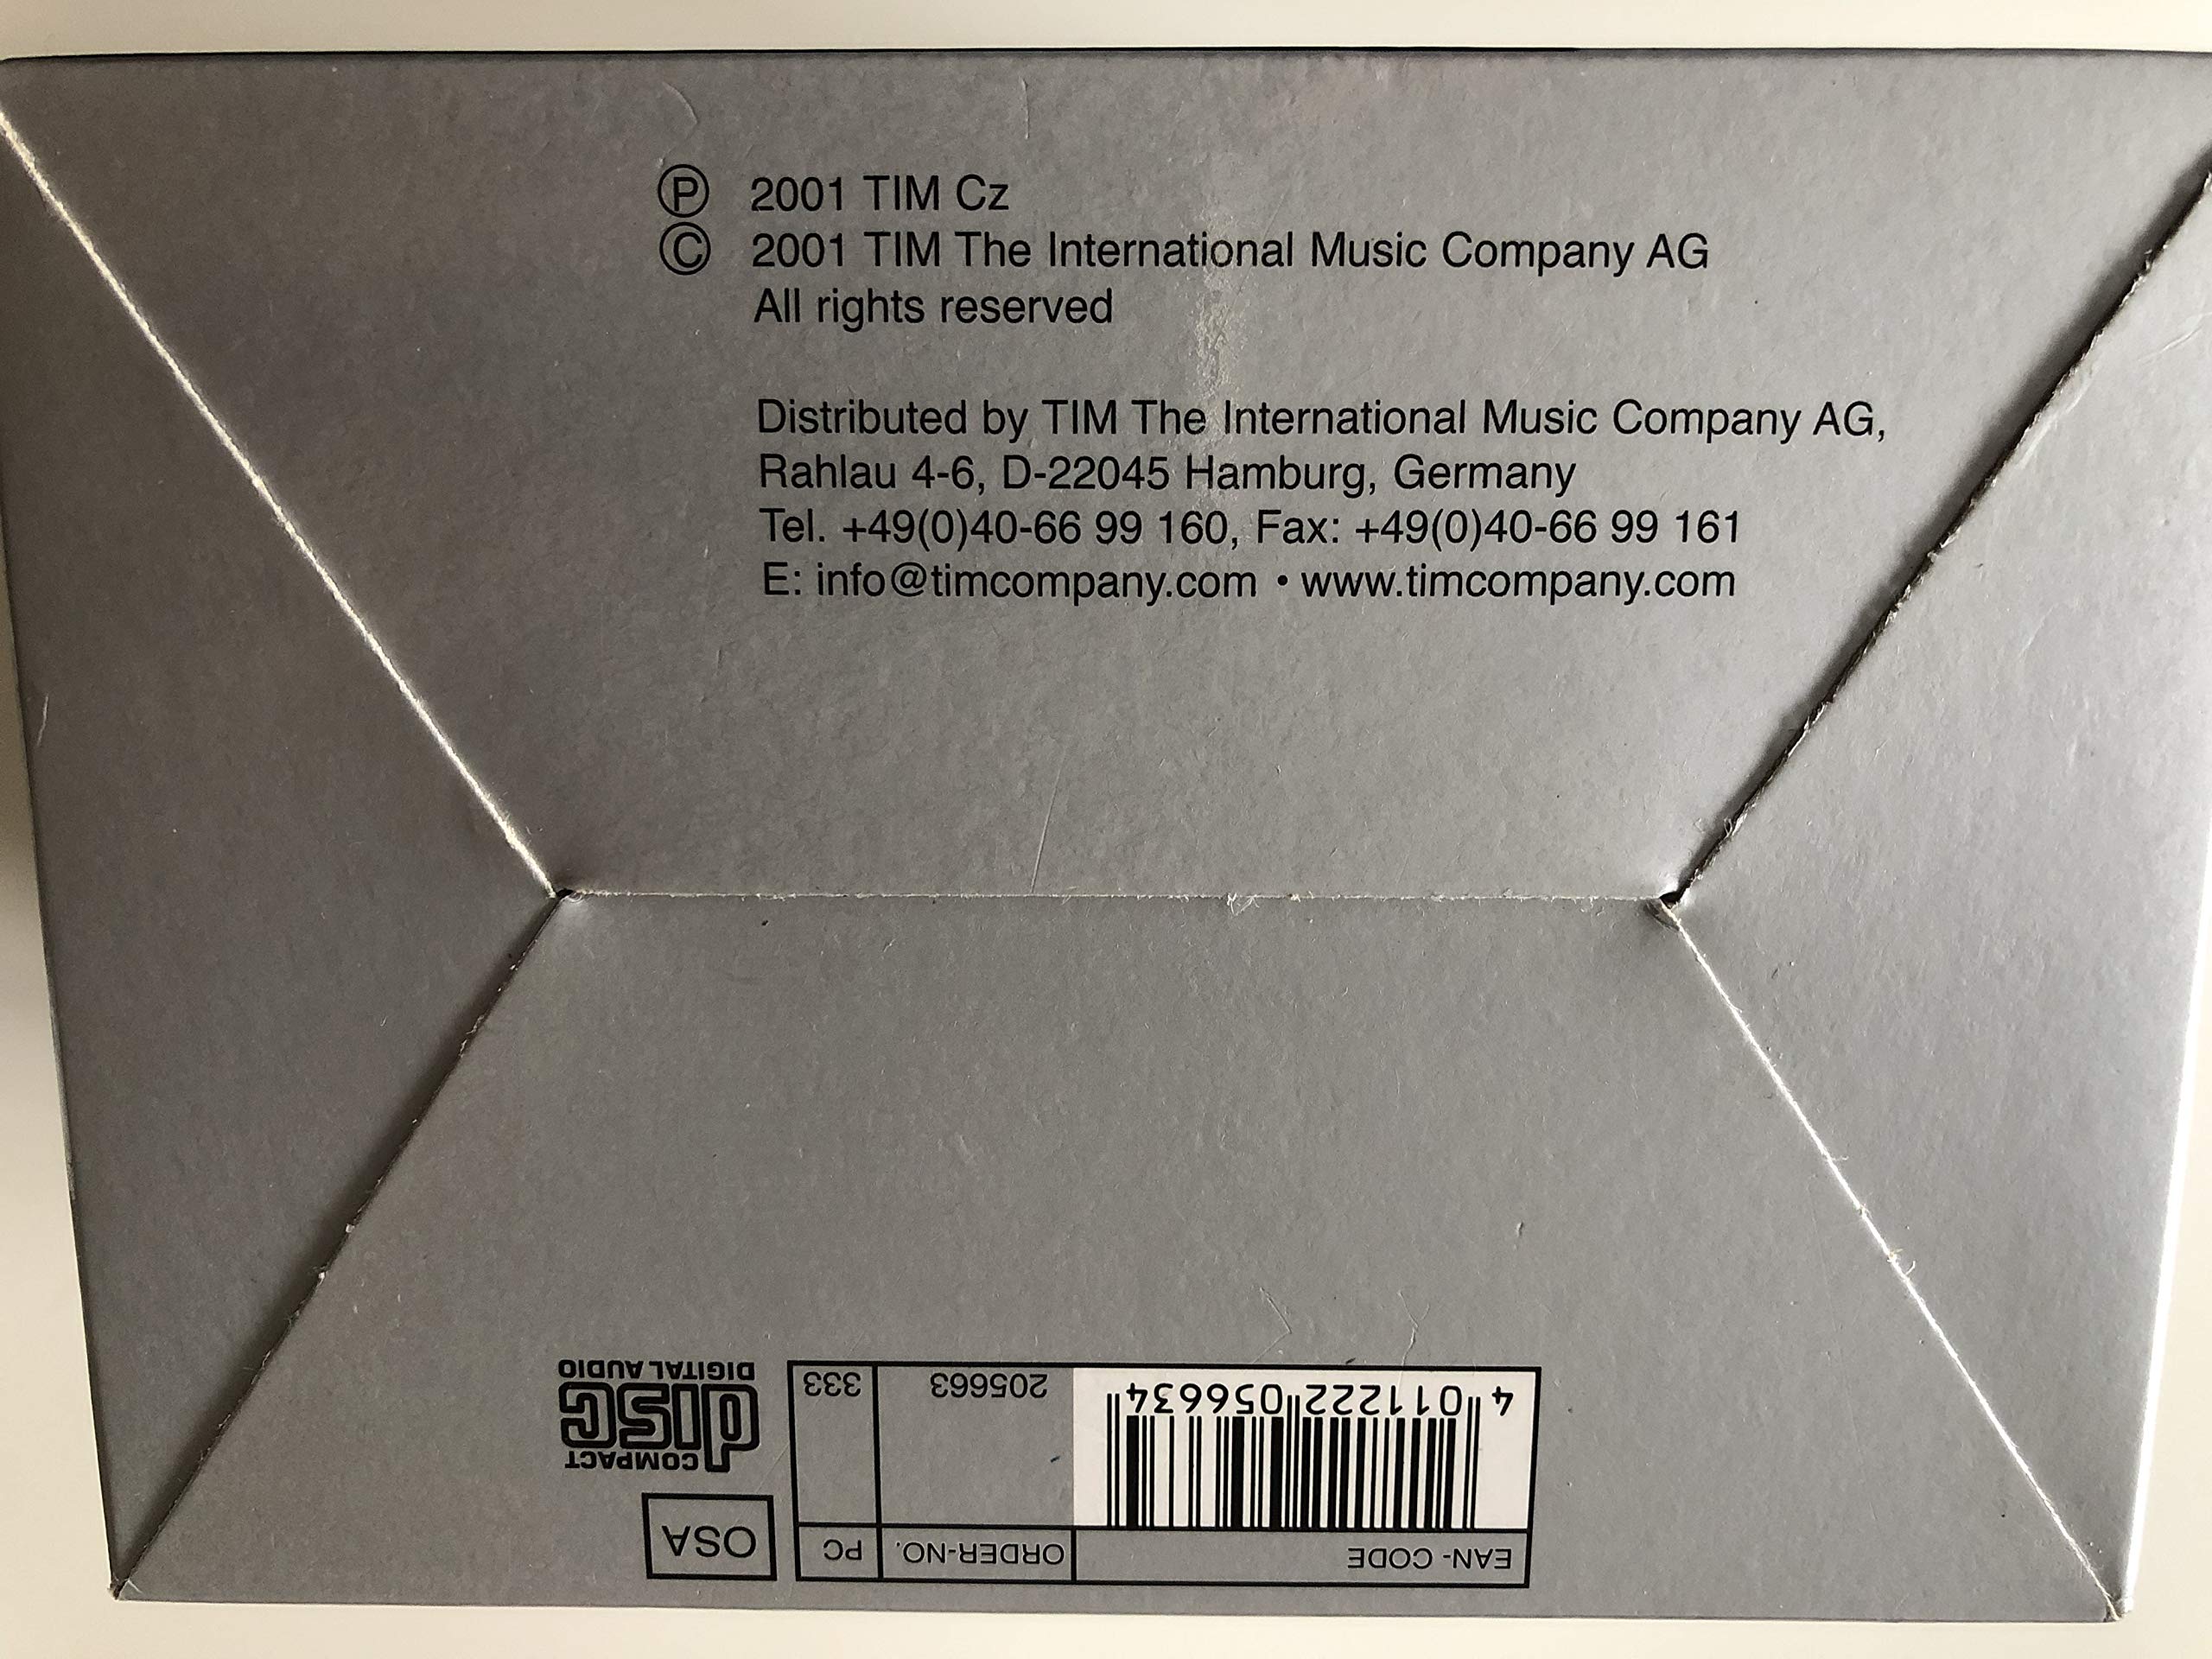 Ⓟ 2001 TIM Cz
© 2001 TIM The International Music Company AG
All rights reserved
Distributed by TIM The International Music Company AG,
Rahlau 4-6, D-22045 Hamburg, Germany
Tel. +49(0)40-66 99 160, Fax: +49(0)40-66 99 161
E: info@timcompany.com • www.timcompany.com
EAN- CODE
ORDER-NO.
PC
4 011222 056634
205663
333
OSA
COMPACT
disc
DIGITAL AUDIO